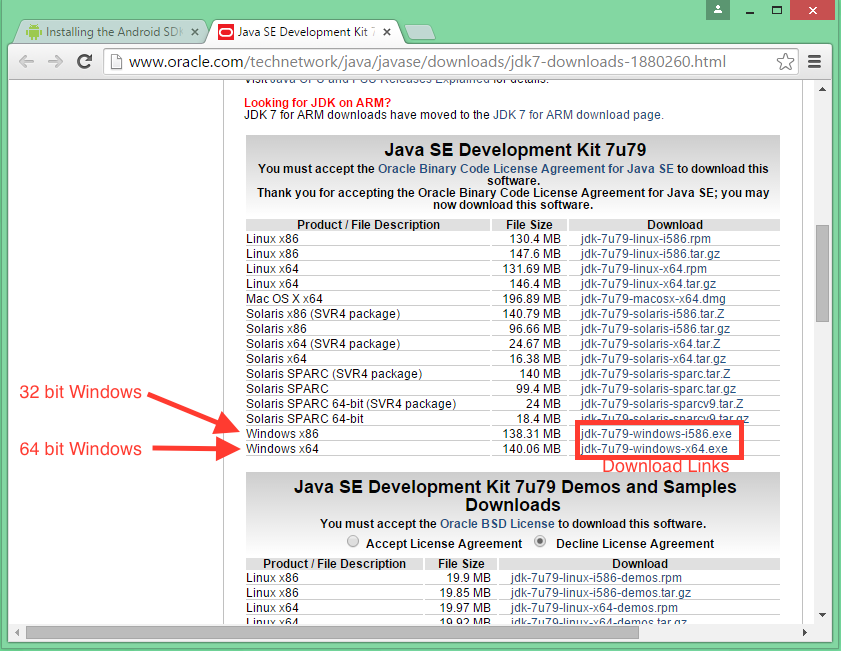 Installing the Android SDK
Java SE Development Kit 7
www.oracle.com/technetwork/java/javase/downloads/jdk7-downloads-1880260.html
Visit Java CPU and PSU Releases Explained for details.
Looking for JDK on ARM?
JDK 7 for ARM downloads have moved to the JDK 7 for ARM download page.
Java SE Development Kit 7u79
You must accept the Oracle Binary Code License Agreement for Java SE to download this
software.
Thank you for accepting the Oracle Binary Code License Agreement for Java SE; you may
now download this software.
Product / File Description File Size Download
Linux x86 130.4 MB jdk-7u79-linux-i586.rpm
Linux x86 147.6 MB jdk-7u79-linux-i586.tar.gz
Linux x64 131.69 MB jdk-7u79-linux-x64.rpm
Linux x64 146.4 MB jdk-7u79-linux-x64.tar.gz
Mac OS X x64 196.89 MB jdk-7u79-macosx-x64.dmg
Solaris x86 (SVR4 package) 140.79 MB jdk-7u79-solaris-i586.tar.Z
Solaris x86 96.66 MB jdk-7u79-solaris-i586.tar.gz
Solaris x64 (SVR4 package) 24.67 MB jdk-7u79-solaris-x64.tar.Z
Solaris x64 16.38 MB jdk-7u79-solaris-x64.tar.gz
Solaris SPARC (SVR4 package) 140 MB jdk-7u79-solaris-sparc.tar.Z
Solaris SPARC 99.4 MB jdk-7u79-solaris-sparc.tar.gz
32 bit Windows
Solaris SPARC 64-bit (SVR4 package) 24 MB jdk-7u79-solaris-sparcv9.tar.Z
Solaris SPARC 64-bit 18.4 MB jdk-7u79-solaris-sparcv9.tar.gz
Windows x86 138.31 MB jdk-7u79-windows-i586.exe
64 bit Windows
Windows x64 140.06 MB jdk-7u79-windows-x64.exe
Download Links
Java SE Development Kit 7u79 Demos and Samples
Downloads
You must accept the Oracle BSD License to download this software.
Accept License Agreement Decline License Agreement
Product / File Description File Size Download
Linux x86 19.9 MB jdk-7u79-linux-i586-demos.rpm
Linux x86 19.85 MB jdk-7u79-linux-i586-demos.tar.gz
Linux x64 19.97 MB jdk-7u79-linux-x64-demos.rpm
Linux x64 19.92 MB jdk-7u79-linux-x64-demos.tar.gz